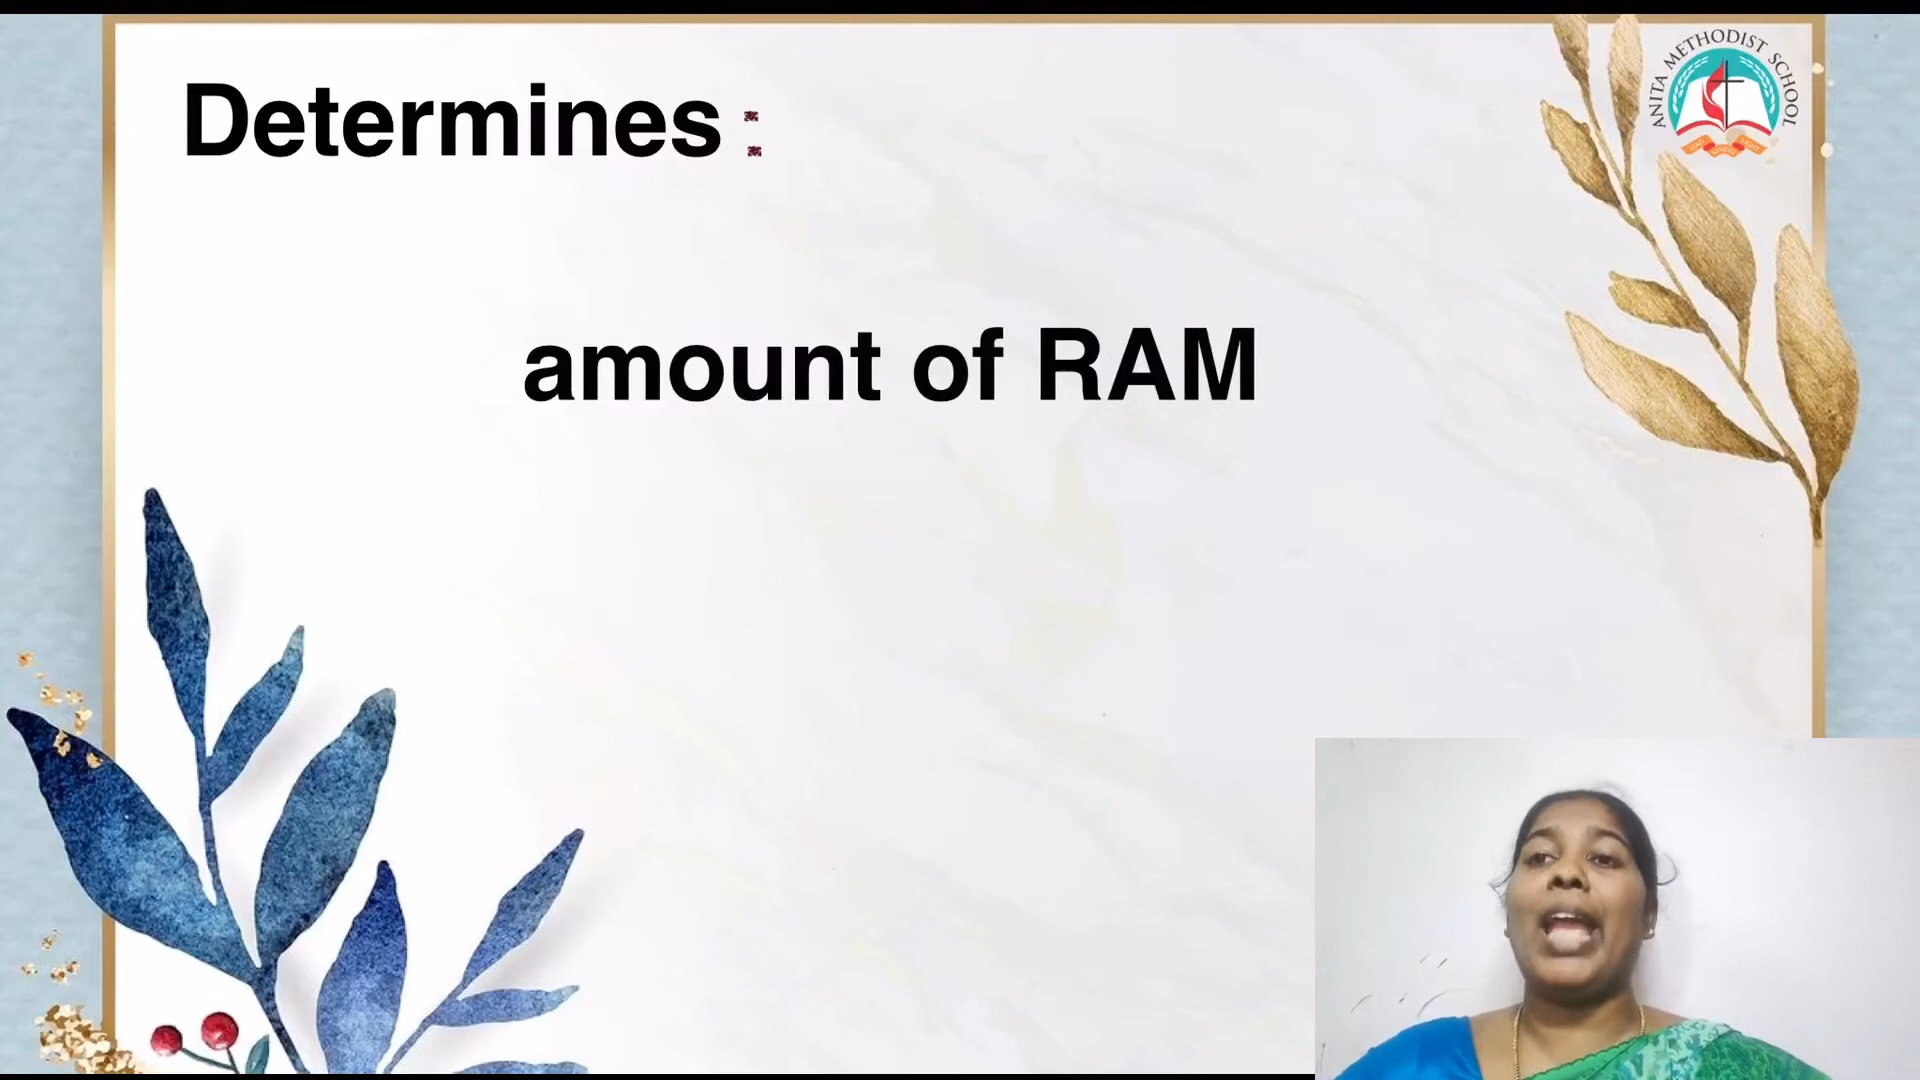 Determines :
ANITA METHODIST SCHOOL
amount of RAM